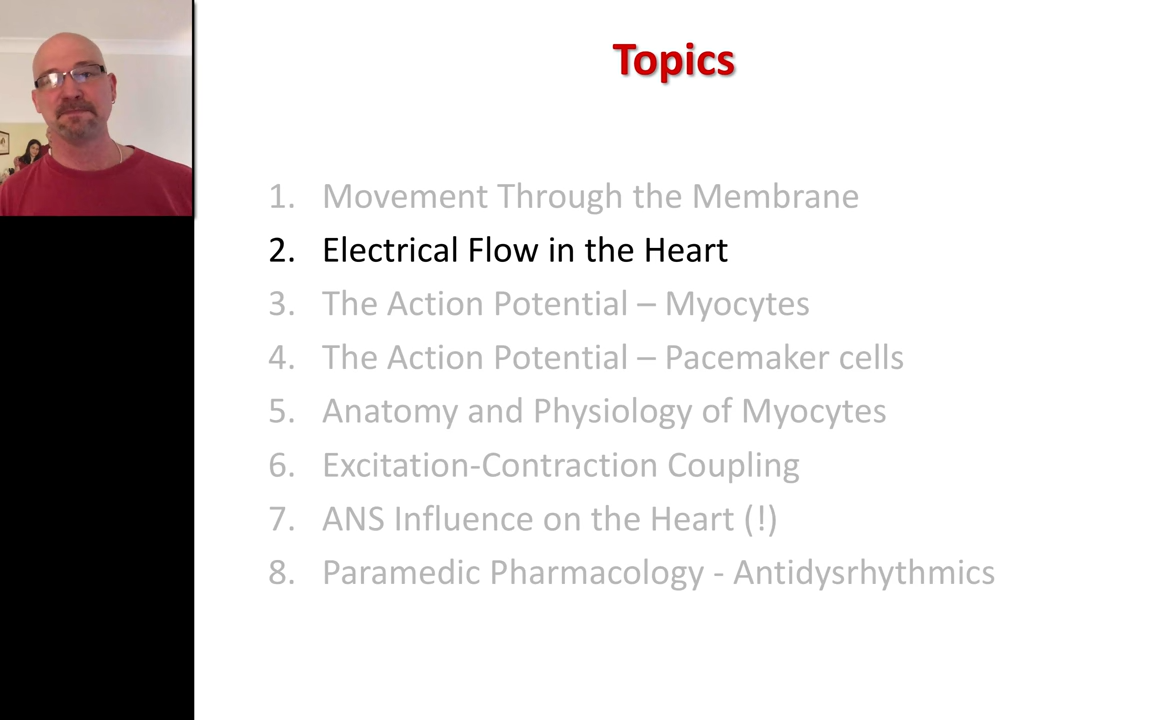 Topics
1. Movement Through the Membrane
2. Electrical Flow in the Heart
3. The Action Potential – Myocytes
4. The Action Potential – Pacemaker cells
5. Anatomy and Physiology of Myocytes
6. Excitation-Contraction Coupling
7. ANS Influence on the Heart (!)
8. Paramedic Pharmacology - Antidysrhythmics